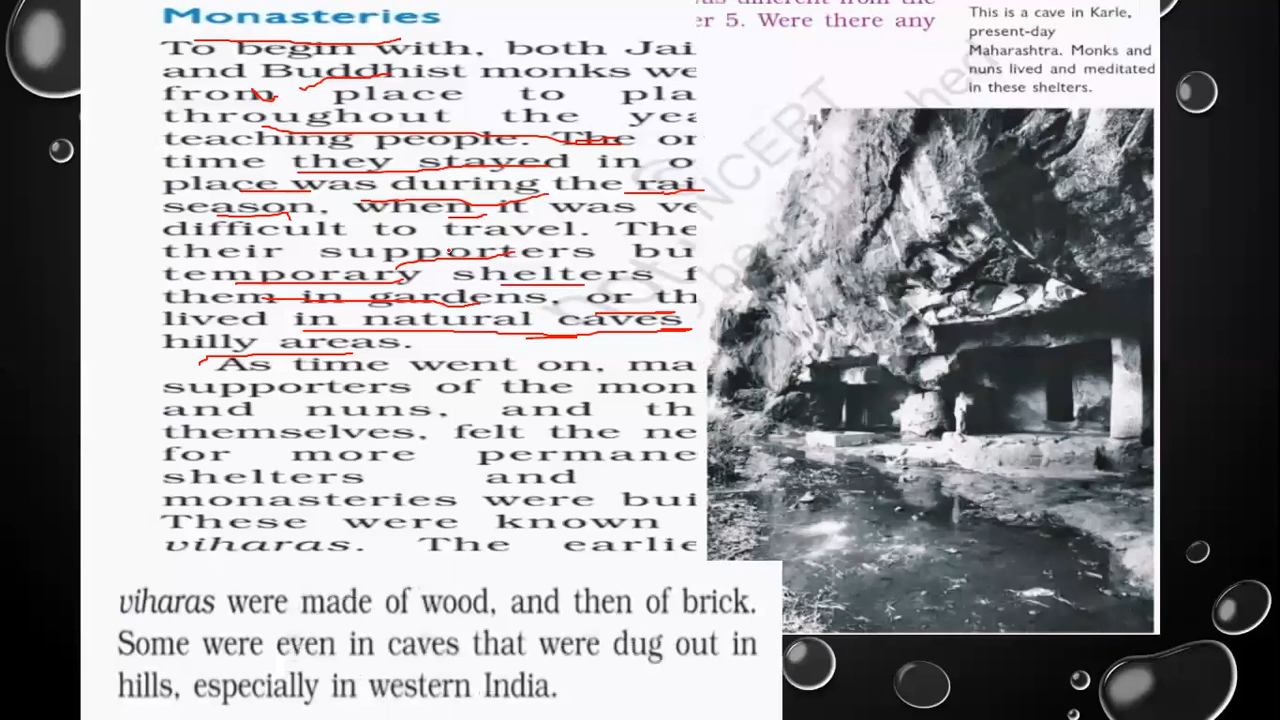 Monasteries
To begin with, both Jai
and Buddhist monks we
from place to pla
throughout the yea
teaching people. The on
time they stayed in o
place was during the rai
season, when it was ve
difficult to travel. The
their supporters bu
temporary shelters f
them in gardens, or th
lived in natural caves
hilly areas.
As time went on, ma
supporters of the mon
and nuns, and th
themselves, felt the ne
for more permane
shelters and
monasteries were bui
These were known
viharas. The earlie
viharas were made of wood, and then of brick.
Some were even in caves that were dug out in
hills, especially in western India.
was different from the
er 5. Were there any
This is a cave in Karle,
present-day
Maharashtra. Monks and
nuns lived and meditated
in these shelters.